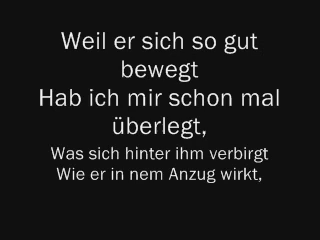 Weil er sich so gut
bewegt
Hab ich mir schon mal
überlegt,
Was sich hinter ihm verbirgt
Wie er in nem Anzug wirkt,